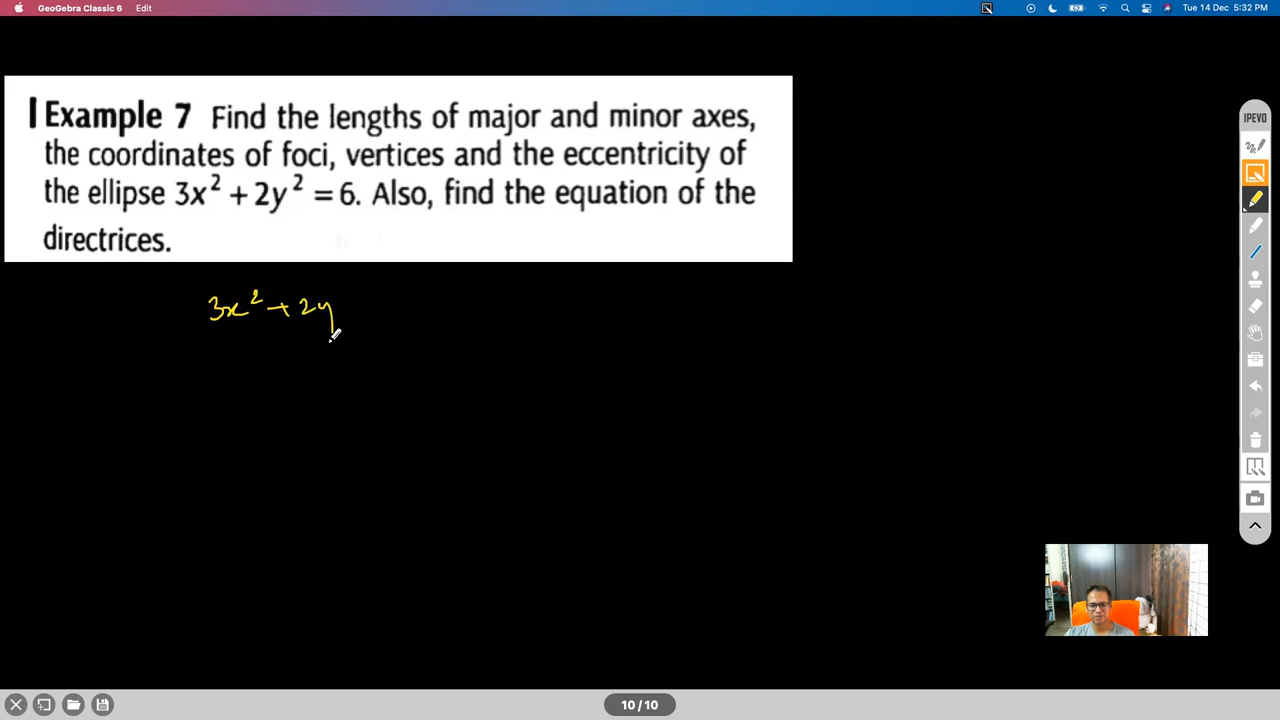 GeoGebra Classic 6 Edit Tue 14 Dec 5:32 PM
Example 7 Find the lengths of major and minor axes,
the coordinates of foci, vertices and the eccentricity of
the ellipse 3x² + 2y² = 6. Also, find the equation of the
directrices.
3x² + 2y
IPEVO
10 / 10